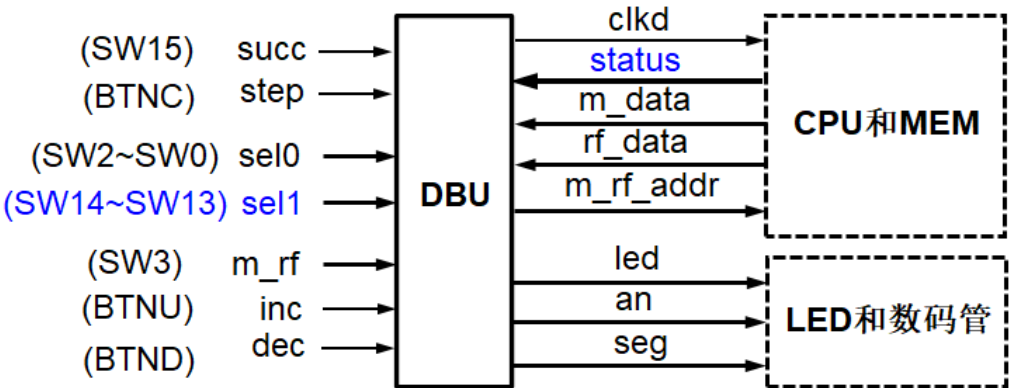 (SW15) succ
(BTNC) step
(SW2~SW0) sel0
(SW14~SW13) sel1
(SW3) m_rf
(BTNU) inc
(BTND) dec
DBU
clkd
status
m_data
rf_data
m_rf_addr
CPU和MEM
led
an
seg
LED和数码管